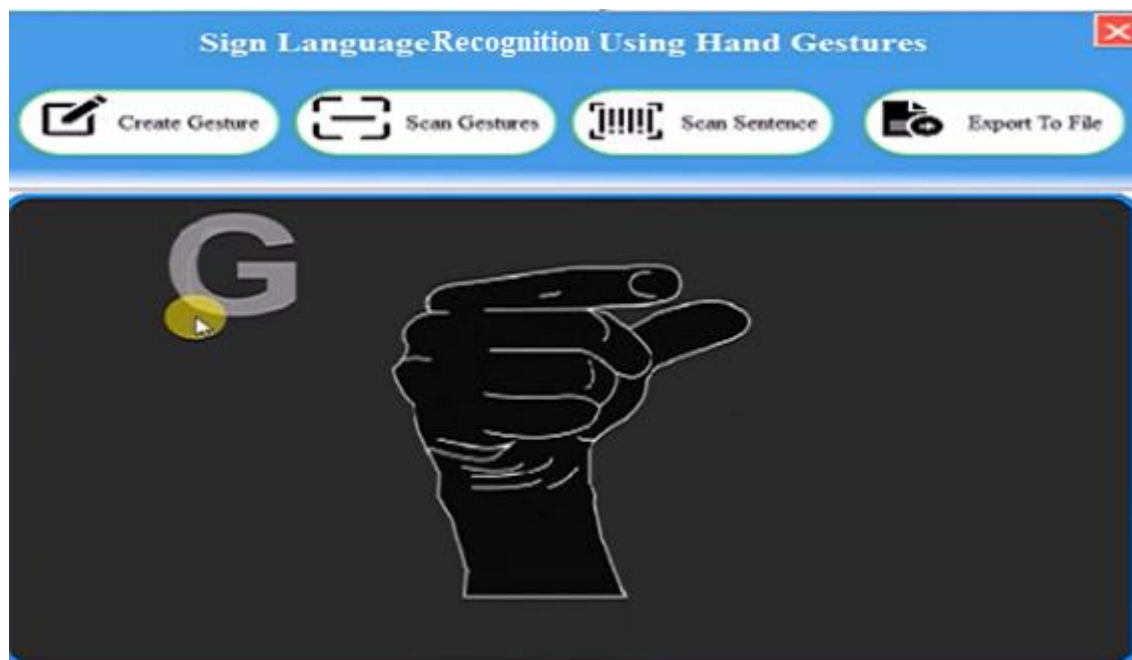 Sign LanguageRecognition Using Hand Gestures
Create Gesture Scan Gestures Scan Sentence Export To File
G